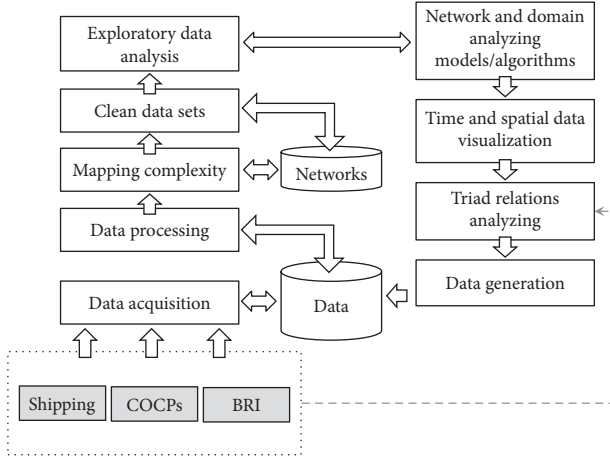 Exploratory data
analysis
Clean data sets
Mapping complexity
Data processing
Data acquisition
Shipping
COCPs
BRI
Networks
Data
Network and domain
analyzing
models/algorithms
Time and spatial data
visualization
Triad relations
analyzing
Data generation